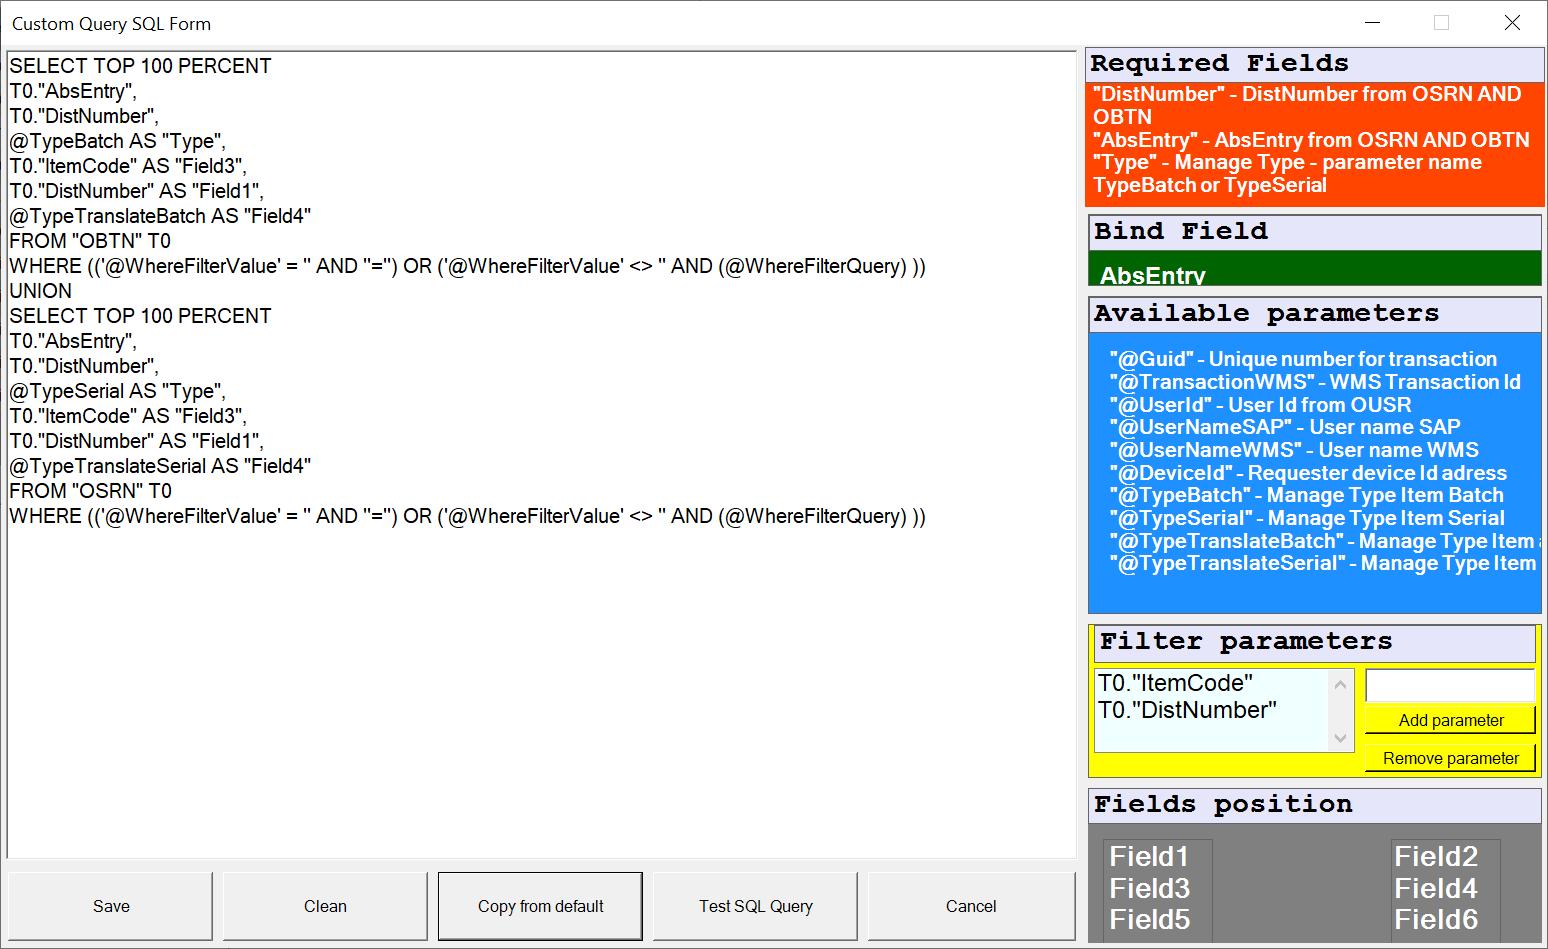 Custom Query SQL Form
SELECT TOP 100 PERCENT
T0."AbsEntry",
T0."DistNumber",
@TypeBatch AS "Type",
T0."ItemCode" AS "Field3",
T0."DistNumber" AS "Field1",
@TypeTranslateBatch AS "Field4"
FROM "OBTN" T0
WHERE (('@WhereFilterValue' = '' AND ''='') OR ('@WhereFilterValue' <> '' AND (@WhereFilterQuery) ))
UNION
SELECT TOP 100 PERCENT
T0."AbsEntry",
T0."DistNumber",
@TypeSerial AS "Type",
T0."ItemCode" AS "Field3",
T0."DistNumber" AS "Field1",
@TypeTranslateSerial AS "Field4"
FROM "OSRN" T0
WHERE (('@WhereFilterValue' = '' AND ''='') OR ('@WhereFilterValue' <> '' AND (@WhereFilterQuery) ))
Save
Clean
Copy from default
Test SQL Query
Cancel
Required Fields
"DistNumber" - DistNumber from OSRN AND
OBTN
"AbsEntry" - AbsEntry from OSRN AND OBTN
"Type" - Manage Type - parameter name
TypeBatch or TypeSerial
Bind Field
AbsEntry
Available parameters
"@Guid" - Unique number for transaction
"@TransactionWMS" - WMS Transaction Id
"@UserId" - User Id from OUSR
"@UserNameSAP" - User name SAP
"@UserNameWMS" - User name WMS
"@DeviceId" - Requester device Id adress
"@TypeBatch" - Manage Type Item Batch
"@TypeSerial" - Manage Type Item Serial
"@TypeTranslateBatch" - Manage Type Item
"@TypeTranslateSerial" - Manage Type Item
Filter parameters
T0."ItemCode"
T0."DistNumber"
Add parameter
Remove parameter
Fields position
Field1
Field2
Field3
Field4
Field5
Field6